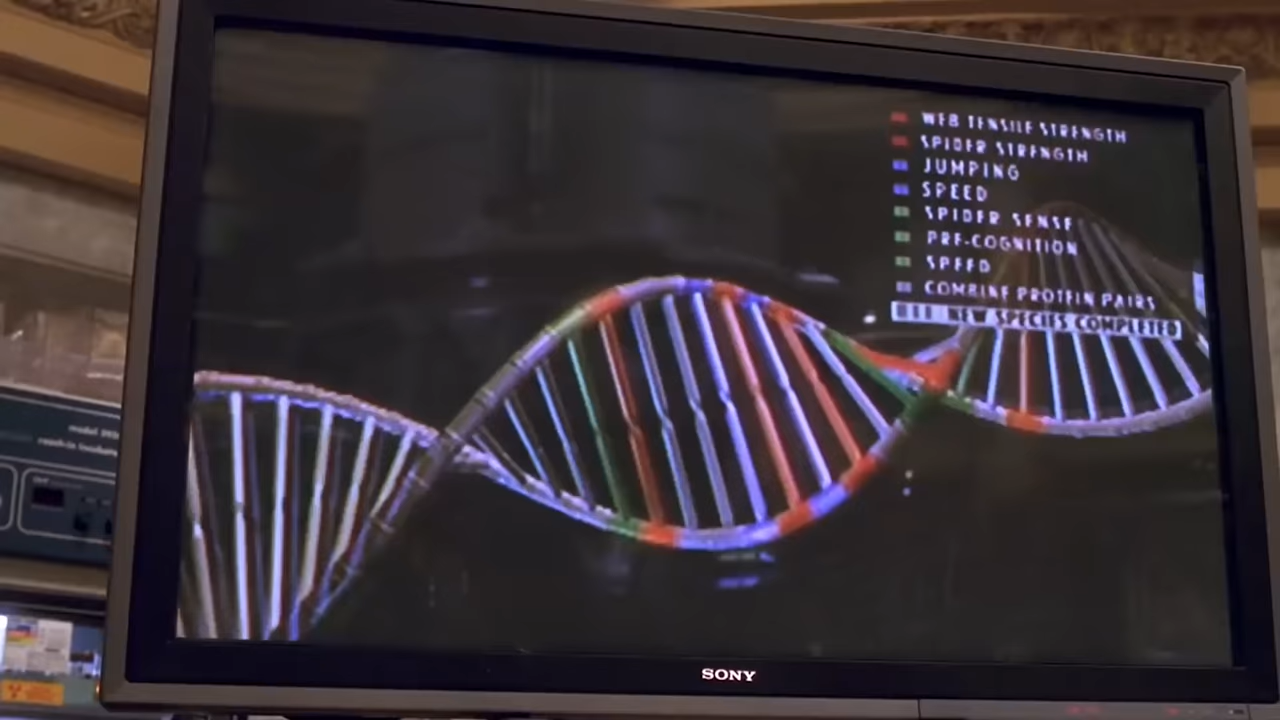 WEB TENSILE STRENGTH
SPIDER STRENGTH
JUMPING
SPEED
SPIDER SENSE
PRE-COGNITION
SPEED
COMBINE PROTEIN PAIRS
NEW SPECIES COMPLETED
SONY